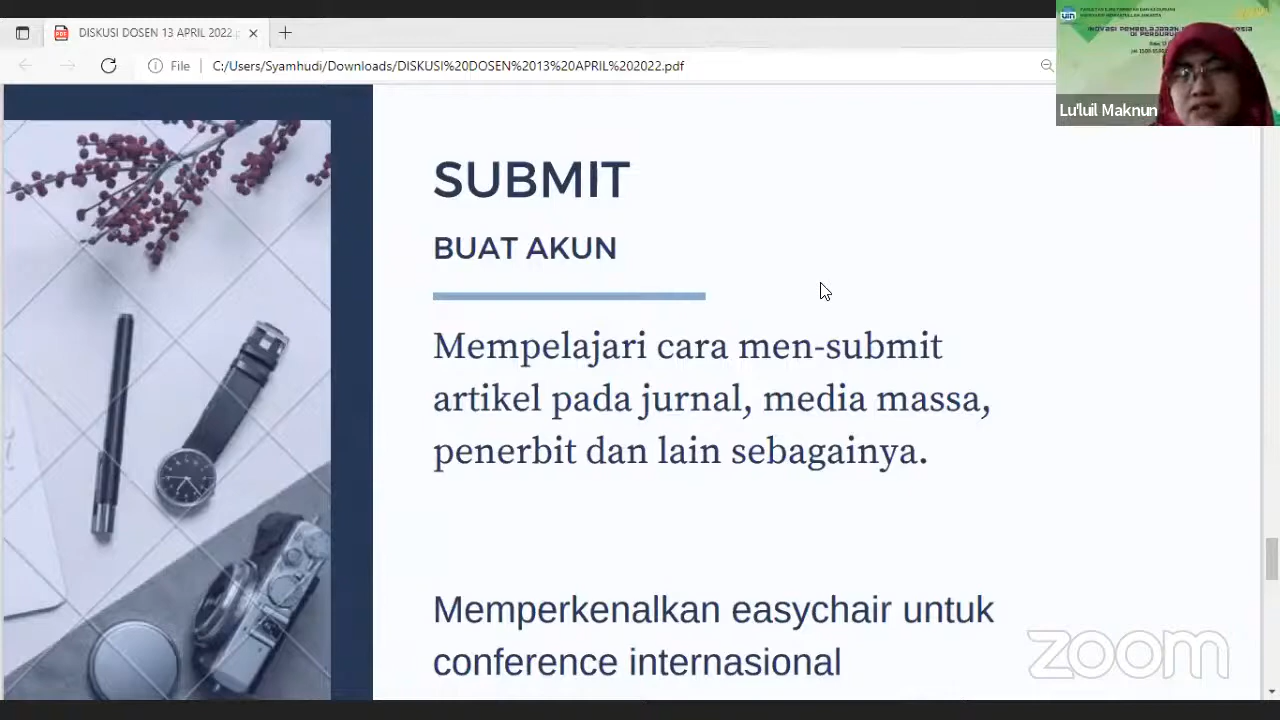 DISKUSI DOSEN 13 APRIL 2022
File
C:/Users/Syamhudi/Downloads/DISKUSI%20DOSEN%2013%20APRIL%202022.pdf
uin
Lu'luil Maknun
SUBMIT
BUAT AKUN
Mempelajari cara men-submit
artikel pada jurnal, media massa,
penerbit dan lain sebagainya.
Memperkenalkan easychair untuk
conference internasional
zoom